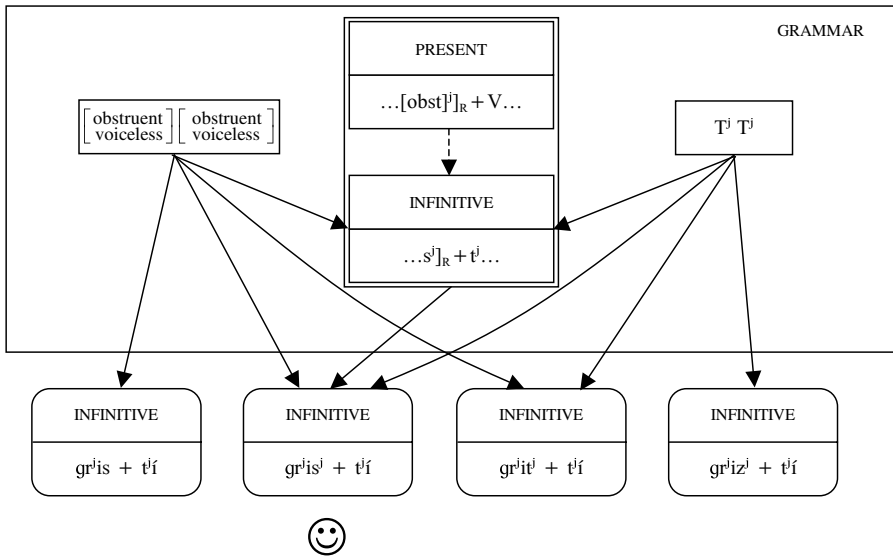 GRAMMAR
PRESENT
…[obst]ʲ]ᴿ + V…
[obstruent voiceless] [obstruent voiceless]
Tʲ Tʲ
INFINITIVE
…sʲ]ᴿ + tʲ…
INFINITIVE INFINITIVE INFINITIVE INFINITIVE
grʲis + tʲí grʲisʲ + tʲí grʲitʲ + tʲí grʲizʲ + tʲí